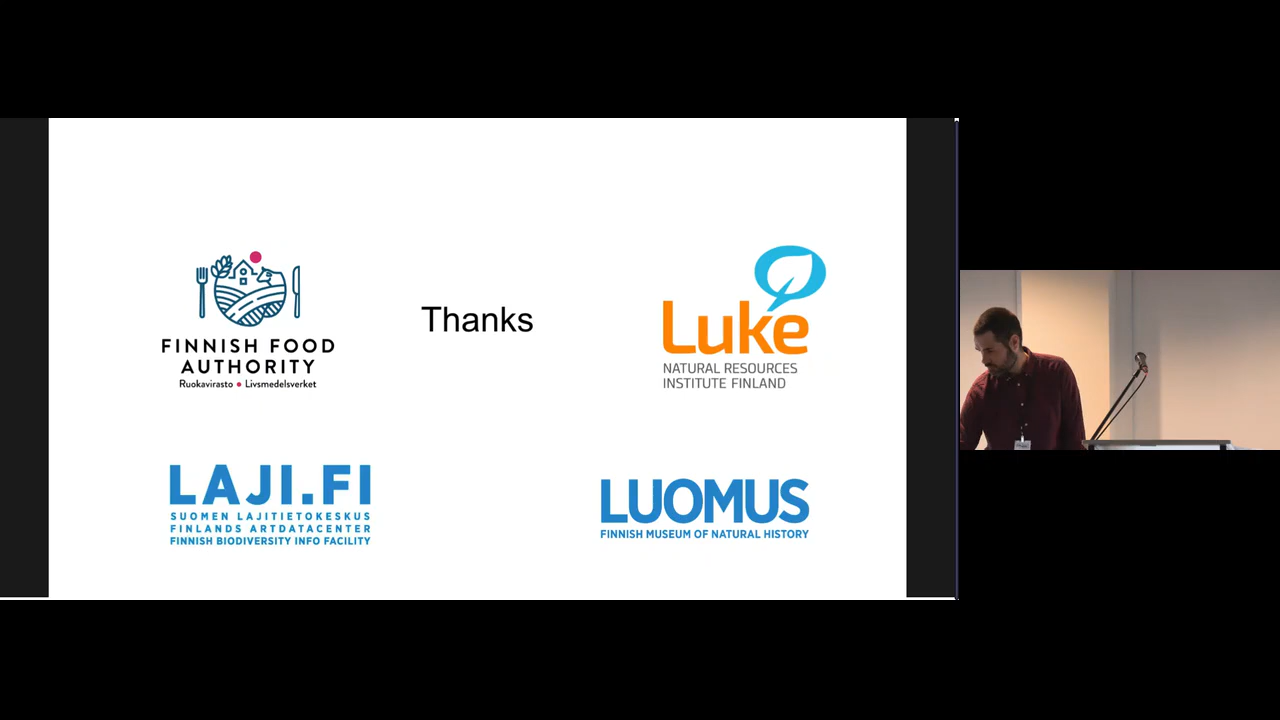 FINNISH FOOD
AUTHORITY
Ruokavirasto • Livsmedelsverket
Thanks
Luke
NATURAL RESOURCES
INSTITUTE FINLAND
LAJI.FI
SUOMEN LAJITIETOKESKUS
FINLANDS ARTDATACENTER
FINNISH BIODIVERSITY INFO FACILITY
LUOMUS
FINNISH MUSEUM OF NATURAL HISTORY